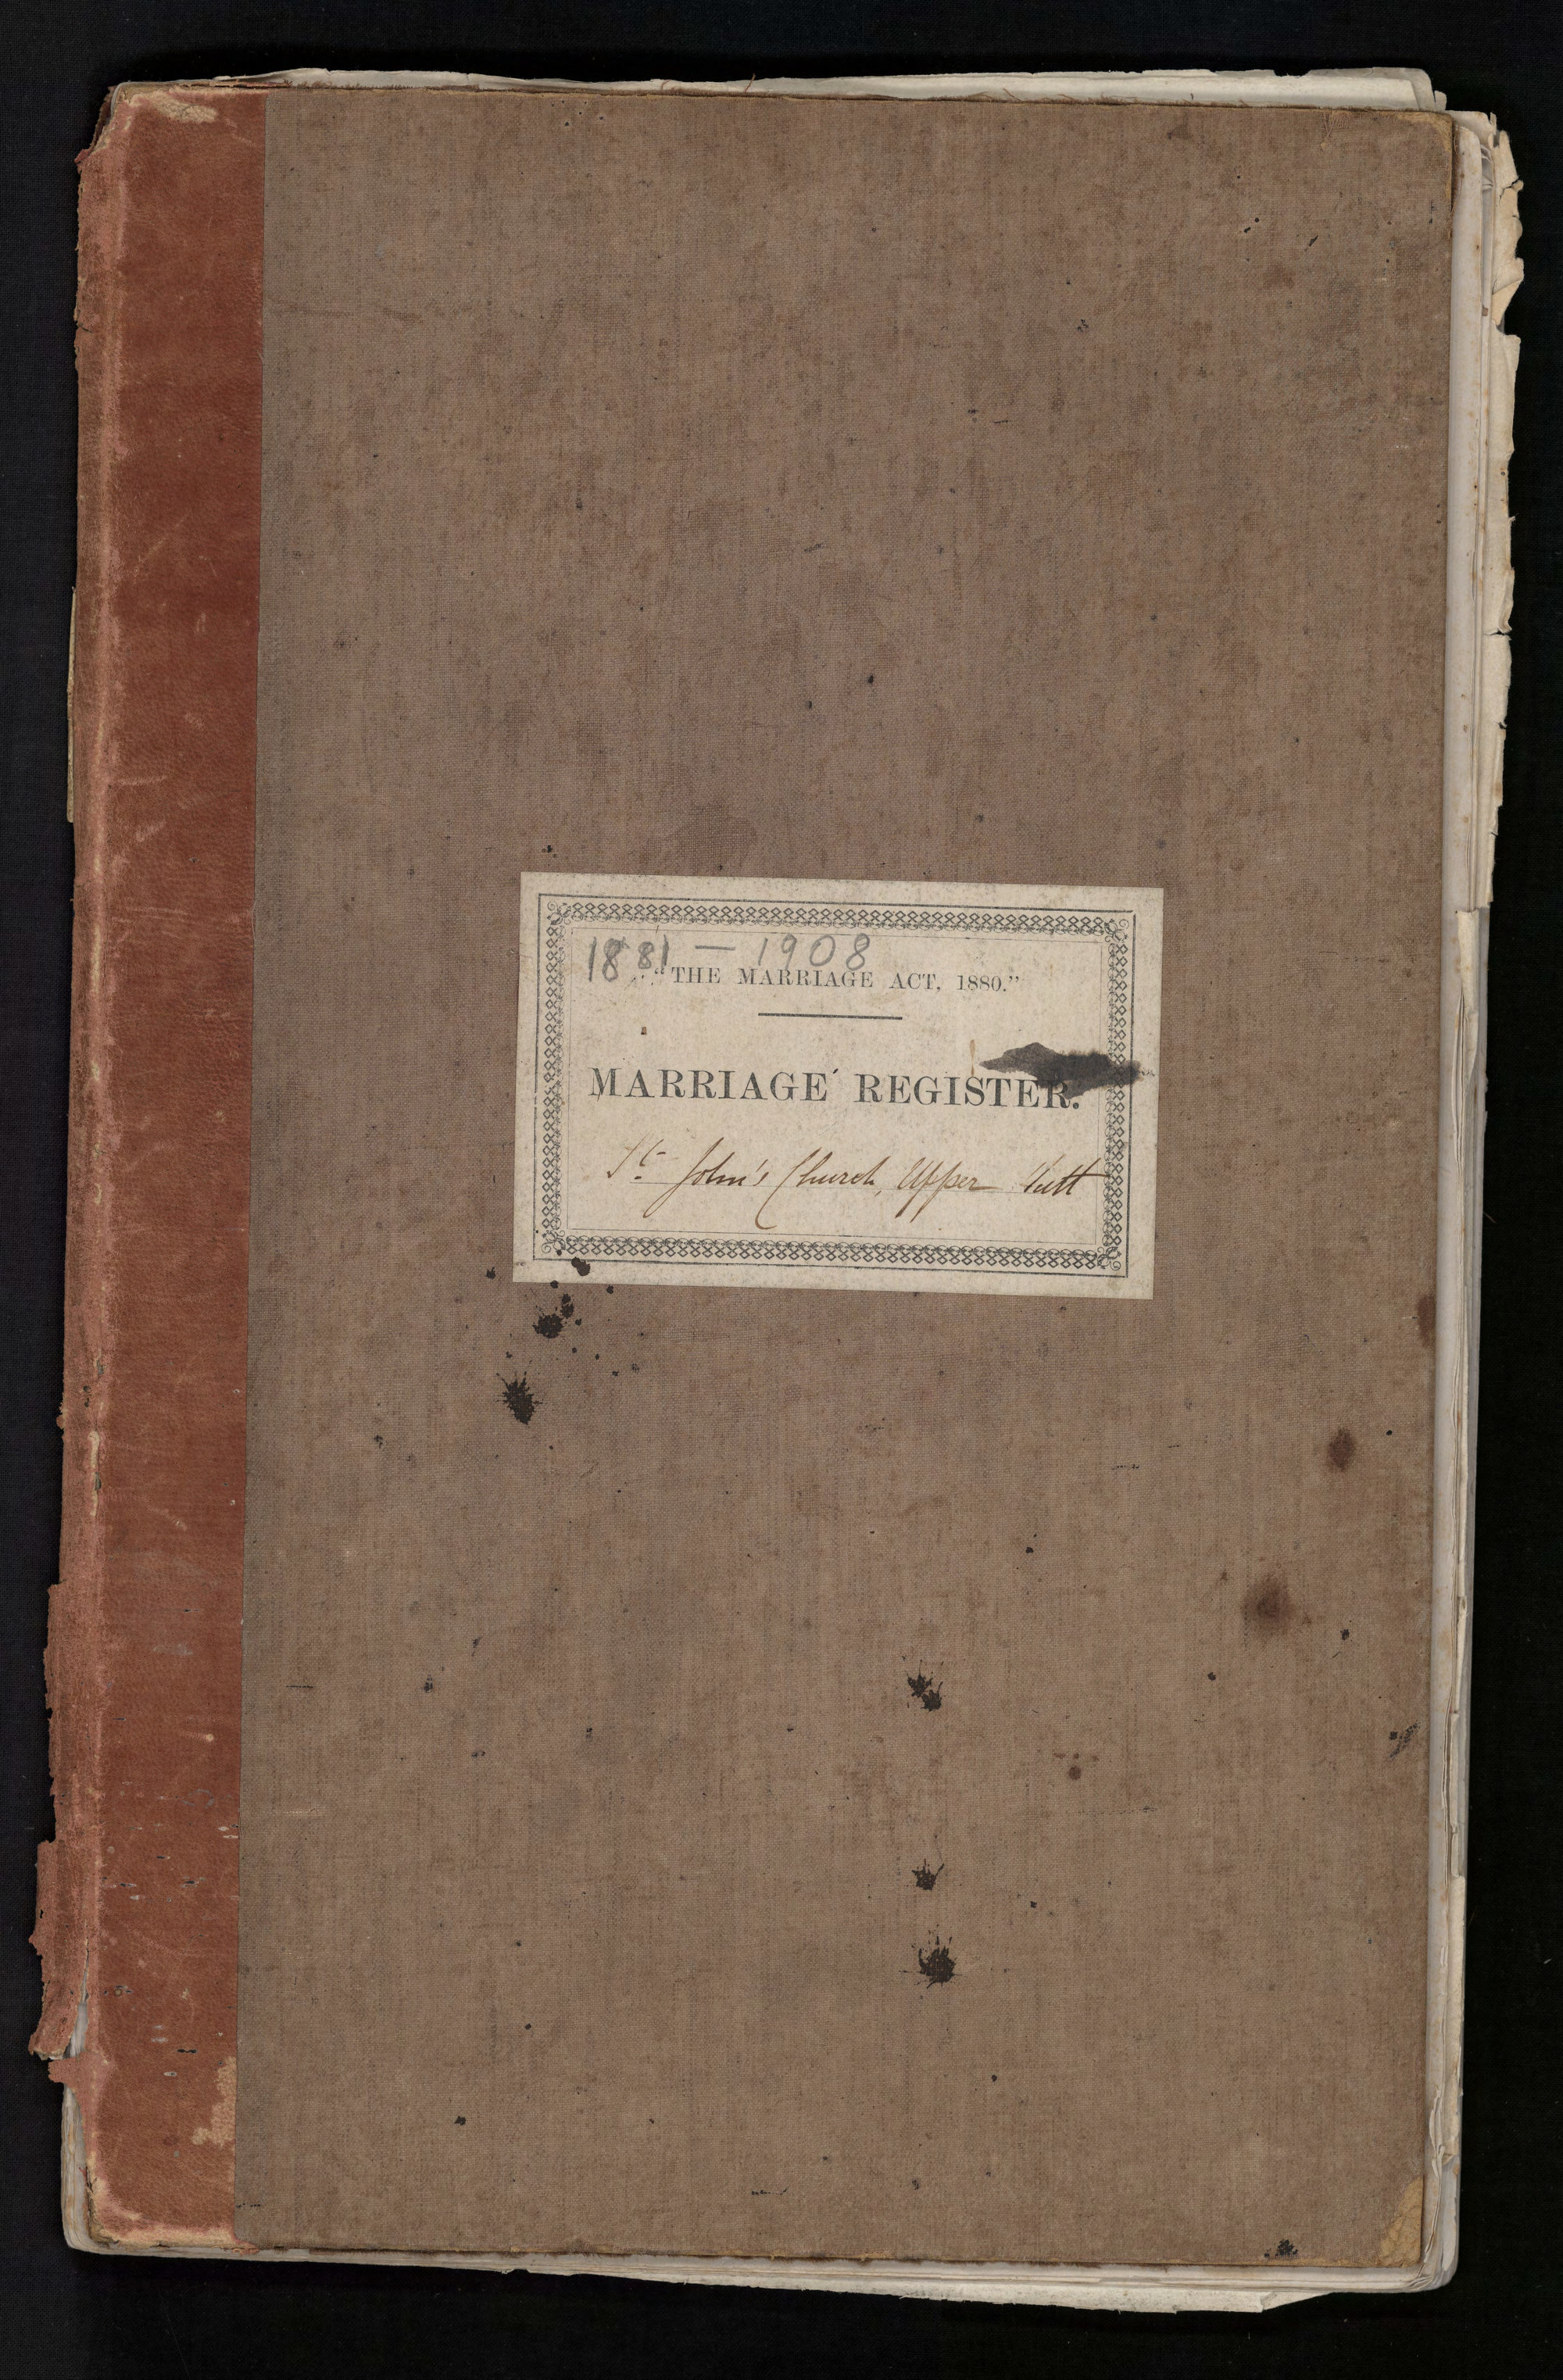 1881 – 1908
"THE MARRIAGE ACT, 1880."
MARRIAGE REGISTER.
St. John's Church, Upper Hutt